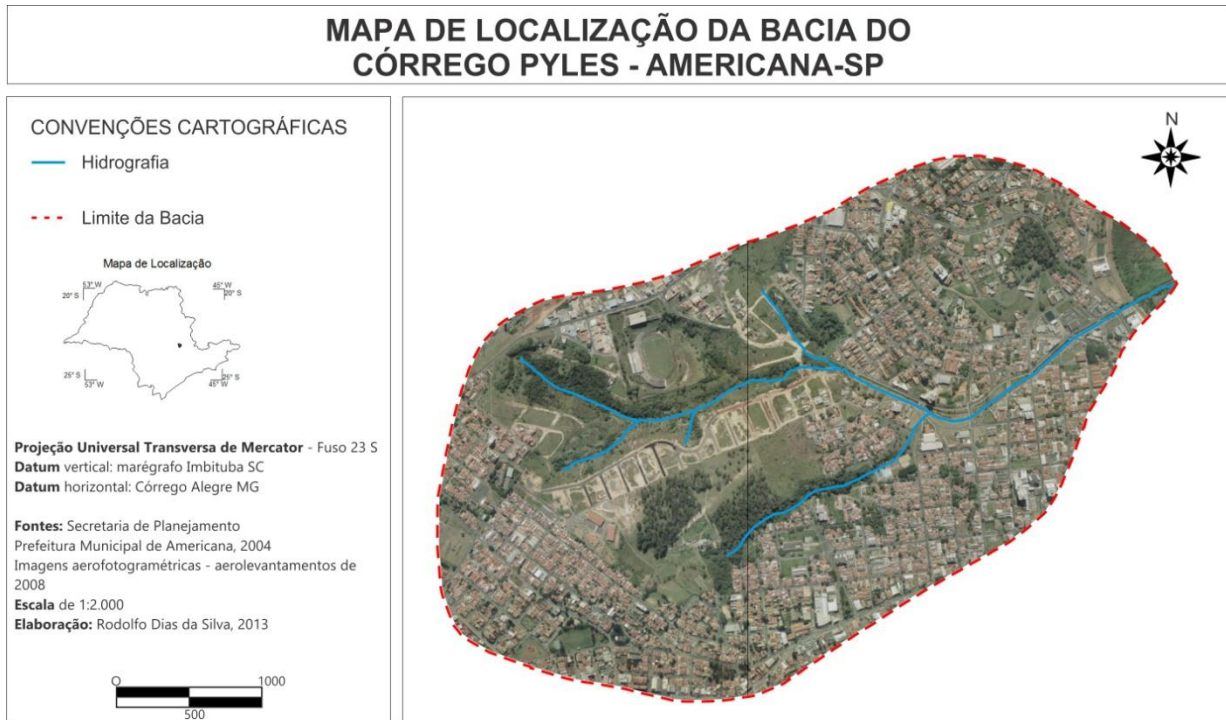 MAPA DE LOCALIZAÇÃO DA BACIA DO
CÓRREGO PYLES - AMERICANA-SP
CONVENÇÕES CARTOGRÁFICAS
Hidrografia
Limite da Bacia
Mapa de Localização
53° W
20° S
45° W
20° S
25° S
53° W
25° S
45° W
Projeção Universal Transversa de Mercator - Fuso 23 S
Datum vertical: marégrafo Imbituba SC
Datum horizontal: Córrego Alegre MG
Fontes: Secretaria de Planejamento
Prefeitura Municipal de Americana, 2004
Imagens aerofotogramétricas - aerolevantamentos de
2008
Escala de 1:2.000
Elaboração: Rodolfo Dias da Silva, 2013
0
1000
500
N